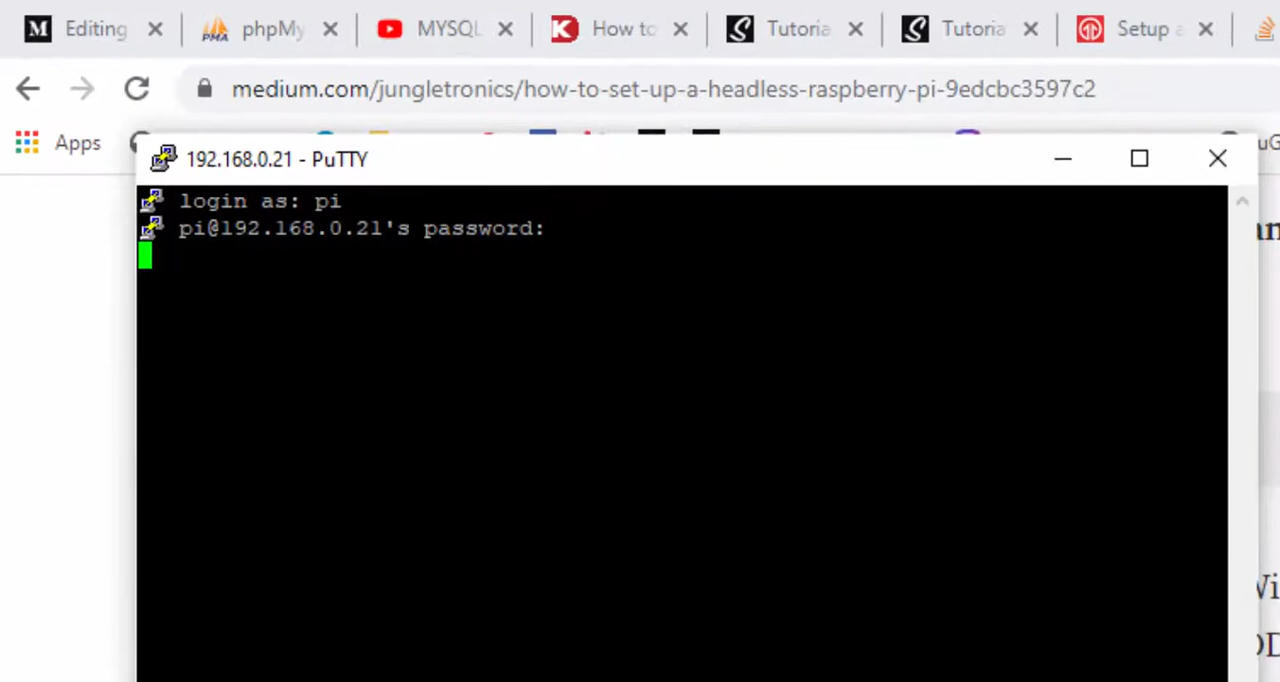 Editing phpMy MYSQL How to Tutoria Tutoria Setup a
medium.com/jungletronics/how-to-set-up-a-headless-raspberry-pi-9edcbc3597c2
Apps
192.168.0.21 - PuTTY
login as: pi
pi@192.168.0.21's password: